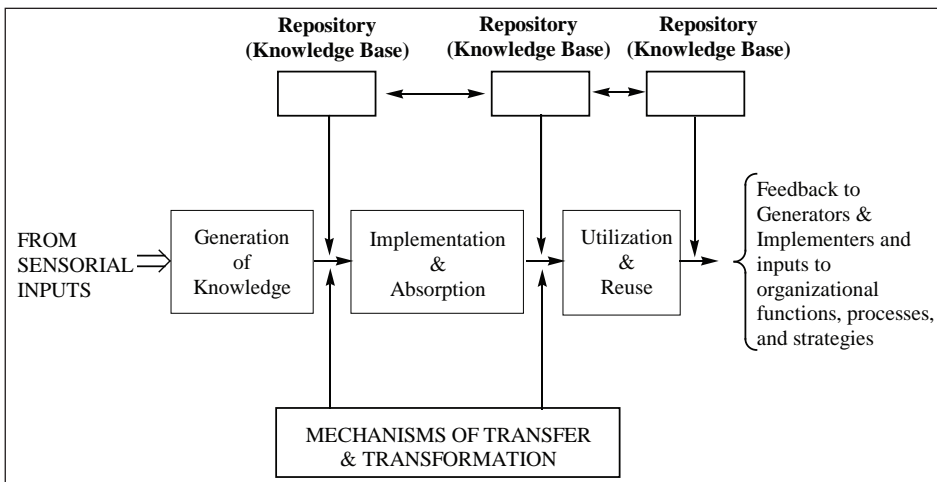 Repository
(Knowledge Base)
Repository
(Knowledge Base)
Repository
(Knowledge Base)
FROM
SENSORIAL
INPUTS
Generation
of
Knowledge
Implementation
&
Absorption
Utilization
&
Reuse
Feedback to
Generators &
Implementers and
inputs to
organizational
functions, processes,
and strategies
MECHANISMS OF TRANSFER
& TRANSFORMATION